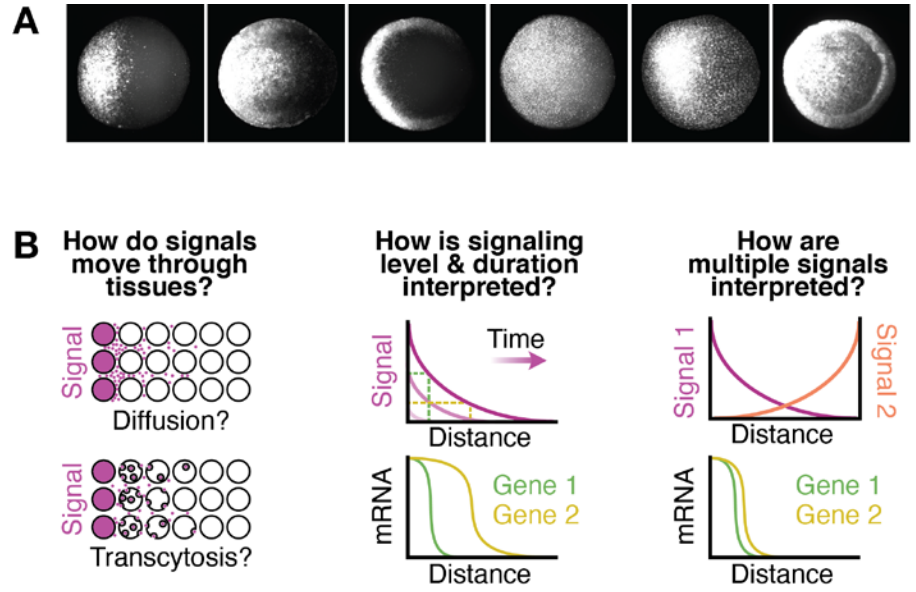 A
B
How do signals
move through
tissues?
Signal
Diffusion?
Signal
Transcytosis?
How is signaling
level & duration
interpreted?
Signal
Time
Distance
mRNA
Gene 1
Gene 2
Distance
How are
multiple signals
interpreted?
Signal 1
Signal 2
Distance
mRNA
Gene 1
Gene 2
Distance